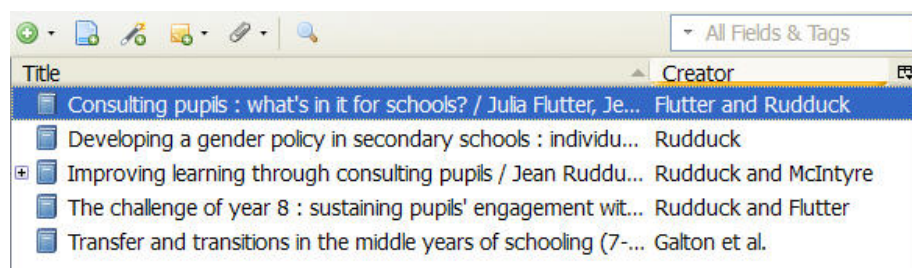 All Fields & Tags
Title Creator
Consulting pupils : what's in it for schools? / Julia Flutter, Je... Flutter and Rudduck
Developing a gender policy in secondary schools : individu... Rudduck
Improving learning through consulting pupils / Jean Ruddu... Rudduck and McIntyre
The challenge of year 8 : sustaining pupils' engagement wit... Rudduck and Flutter
Transfer and transitions in the middle years of schooling (7-... Galton et al.